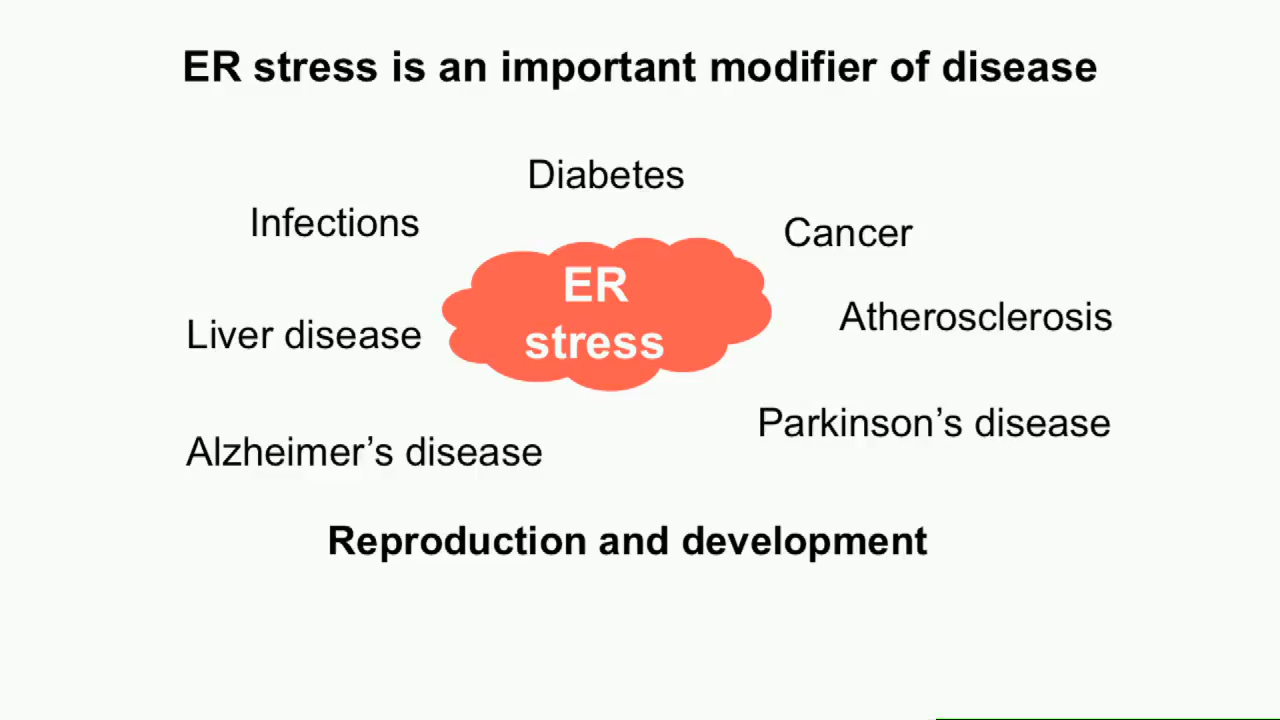 ER stress is an important modifier of disease
Diabetes
Infections
Cancer
ER
stress
Atherosclerosis
Liver disease
Parkinson’s disease
Alzheimer’s disease
Reproduction and development